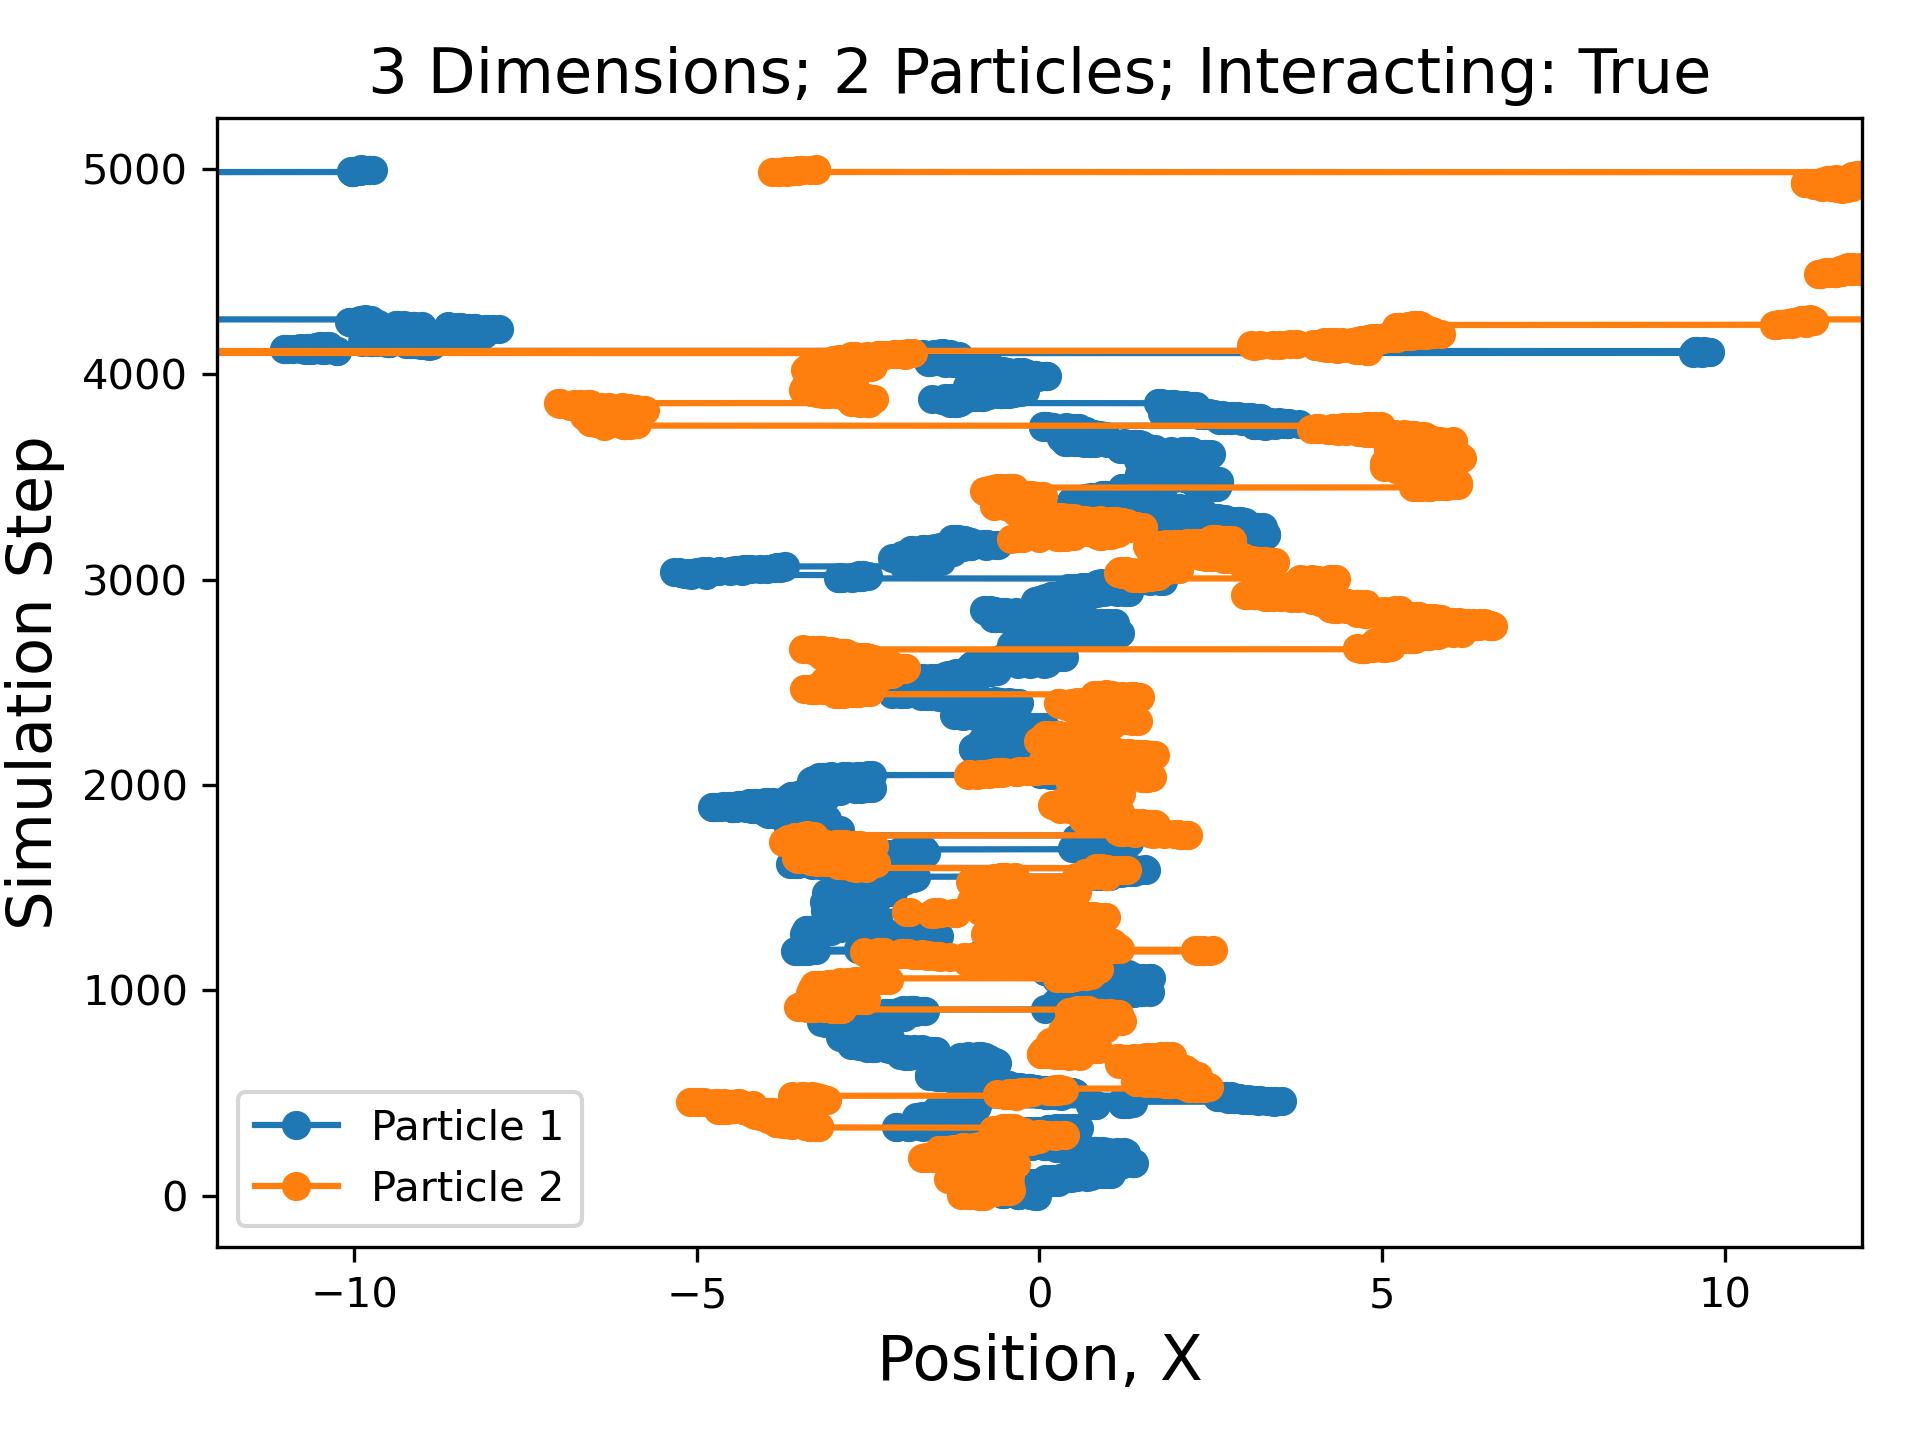 3 Dimensions; 2 Particles; Interacting: True
Simulation Step
5000
4000
3000
2000
1000
0
Particle 1
Particle 2
−10
−5
0
5
10
Position, X